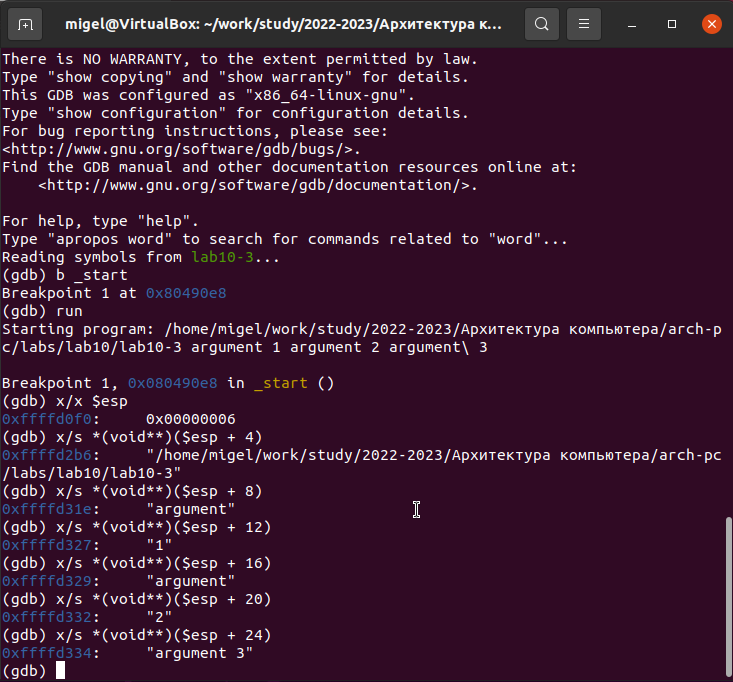 migel@VirtualBox: ~/work/study/2022-2023/Архитектура к...
There is NO WARRANTY, to the extent permitted by law.
Type "show copying" and "show warranty" for details.
This GDB was configured as "x86_64-linux-gnu".
Type "show configuration" for configuration details.
For bug reporting instructions, please see:
<http://www.gnu.org/software/gdb/bugs/>.
Find the GDB manual and other documentation resources online at:
    <http://www.gnu.org/software/gdb/documentation/>.

For help, type "help".
Type "apropos word" to search for commands related to "word"...
Reading symbols from lab10-3...
(gdb) b _start
Breakpoint 1 at 0x80490e8
(gdb) run
Starting program: /home/migel/work/study/2022-2023/Архитектура компьютера/arch-p
c/labs/lab10/lab10-3 argument 1 argument 2 argument\ 3

Breakpoint 1, 0x080490e8 in _start ()
(gdb) x/x $esp
0xffffd0f0:     0x00000006
(gdb) x/s *(void**)($esp + 4)
0xffffd2b6:     "/home/migel/work/study/2022-2023/Архитектура компьютера/arch-pc
/labs/lab10/lab10-3"
(gdb) x/s *(void**)($esp + 8)
0xffffd31e:     "argument"
(gdb) x/s *(void**)($esp + 12)
0xffffd327:     "1"
(gdb) x/s *(void**)($esp + 16)
0xffffd329:     "argument"
(gdb) x/s *(void**)($esp + 20)
0xffffd332:     "2"
(gdb) x/s *(void**)($esp + 24)
0xffffd334:     "argument 3"
(gdb)